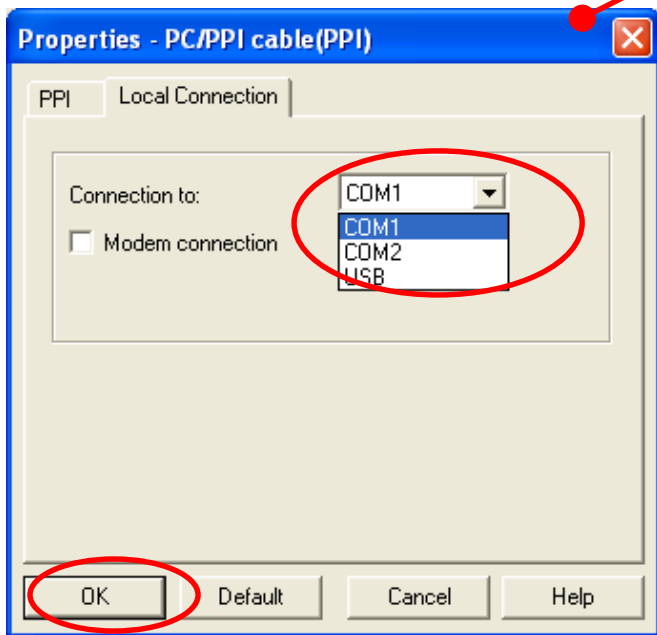 Properties - PC/PPI cable(PPI)
PPI Local Connection
Connection to: COM1
COM1
Modem connection
COM2
USB
OK Default Cancel Help